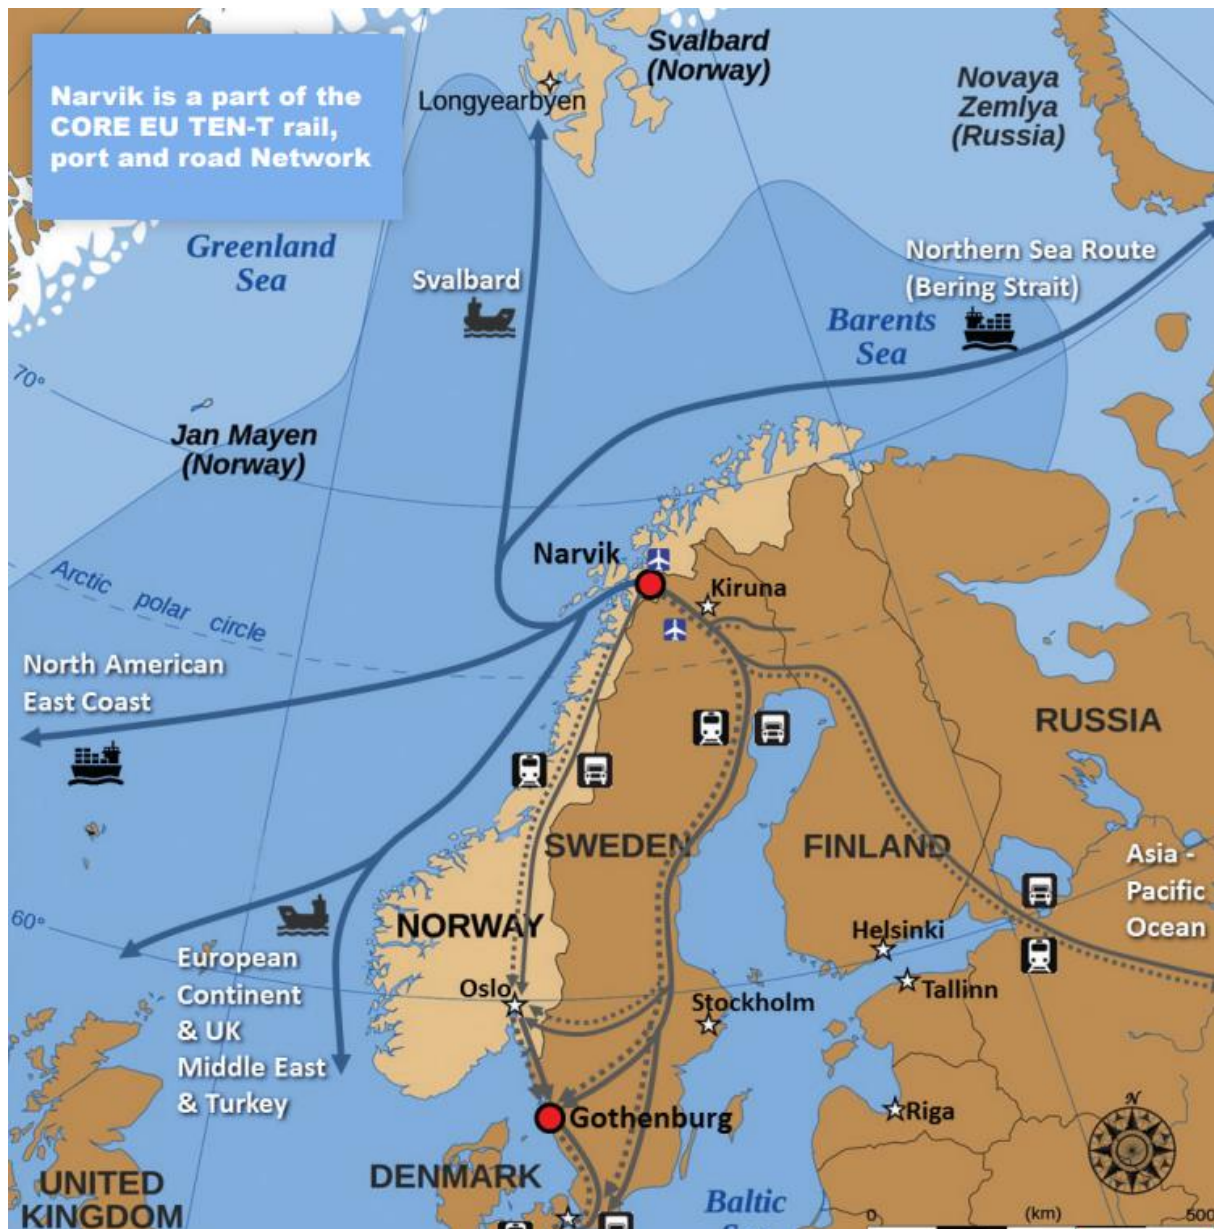 Narvik is a part of the
CORE EU TEN-T rail,
port and road Network
Svalbard
(Norway)
Longyearbyen
Novaya
Zemlya
(Russia)
Greenland
Sea
Svalbard
Northern Sea Route
(Bering Strait)
Barents
Sea
70°
Jan Mayen
(Norway)
Narvik
Kiruna
Arctic polar circle
North American
East Coast
RUSSIA
SWEDEN
FINLAND
Asia -
Pacific
Ocean
60°
NORWAY
Helsinki
European
Continent
& UK
Middle East
& Turkey
Oslo
Stockholm
Tallinn
Gothenburg
Riga
N
DENMARK
UNITED
KINGDOM
Baltic
0
(km)
500